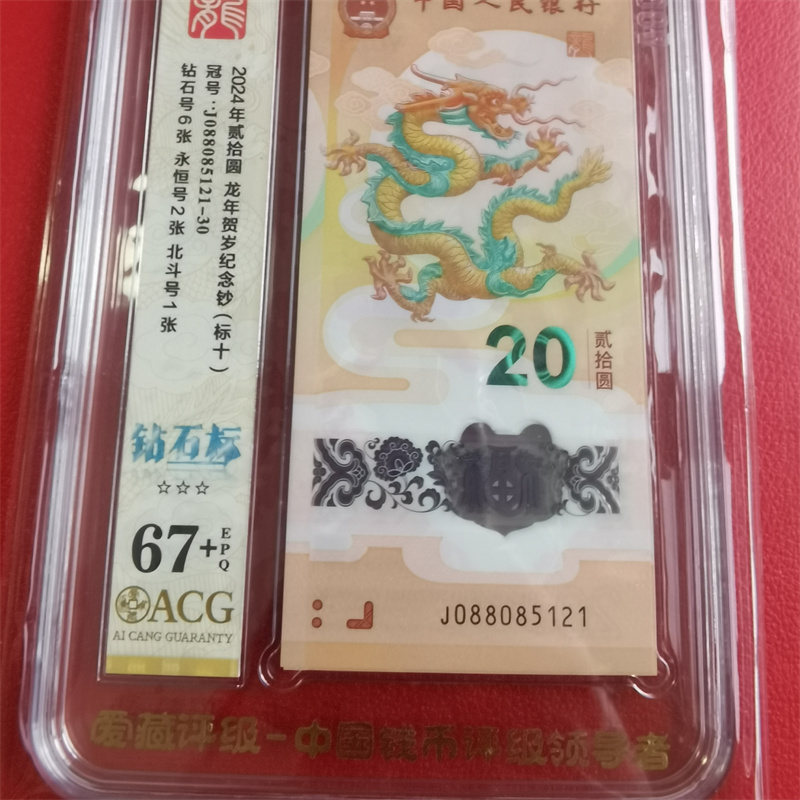 龍
2024年贰拾圆 龙年贺岁纪念钞(标十)
冠号:J088085121-30
钻石号6张 永恒号2张 北斗号1张
钻石标
☆☆☆
67+
EPQ
ACG
AI CANG GUARANTY
中国人民银行
20
贰拾圆
J088085121
爱藏评级-中国钱币评级领导者